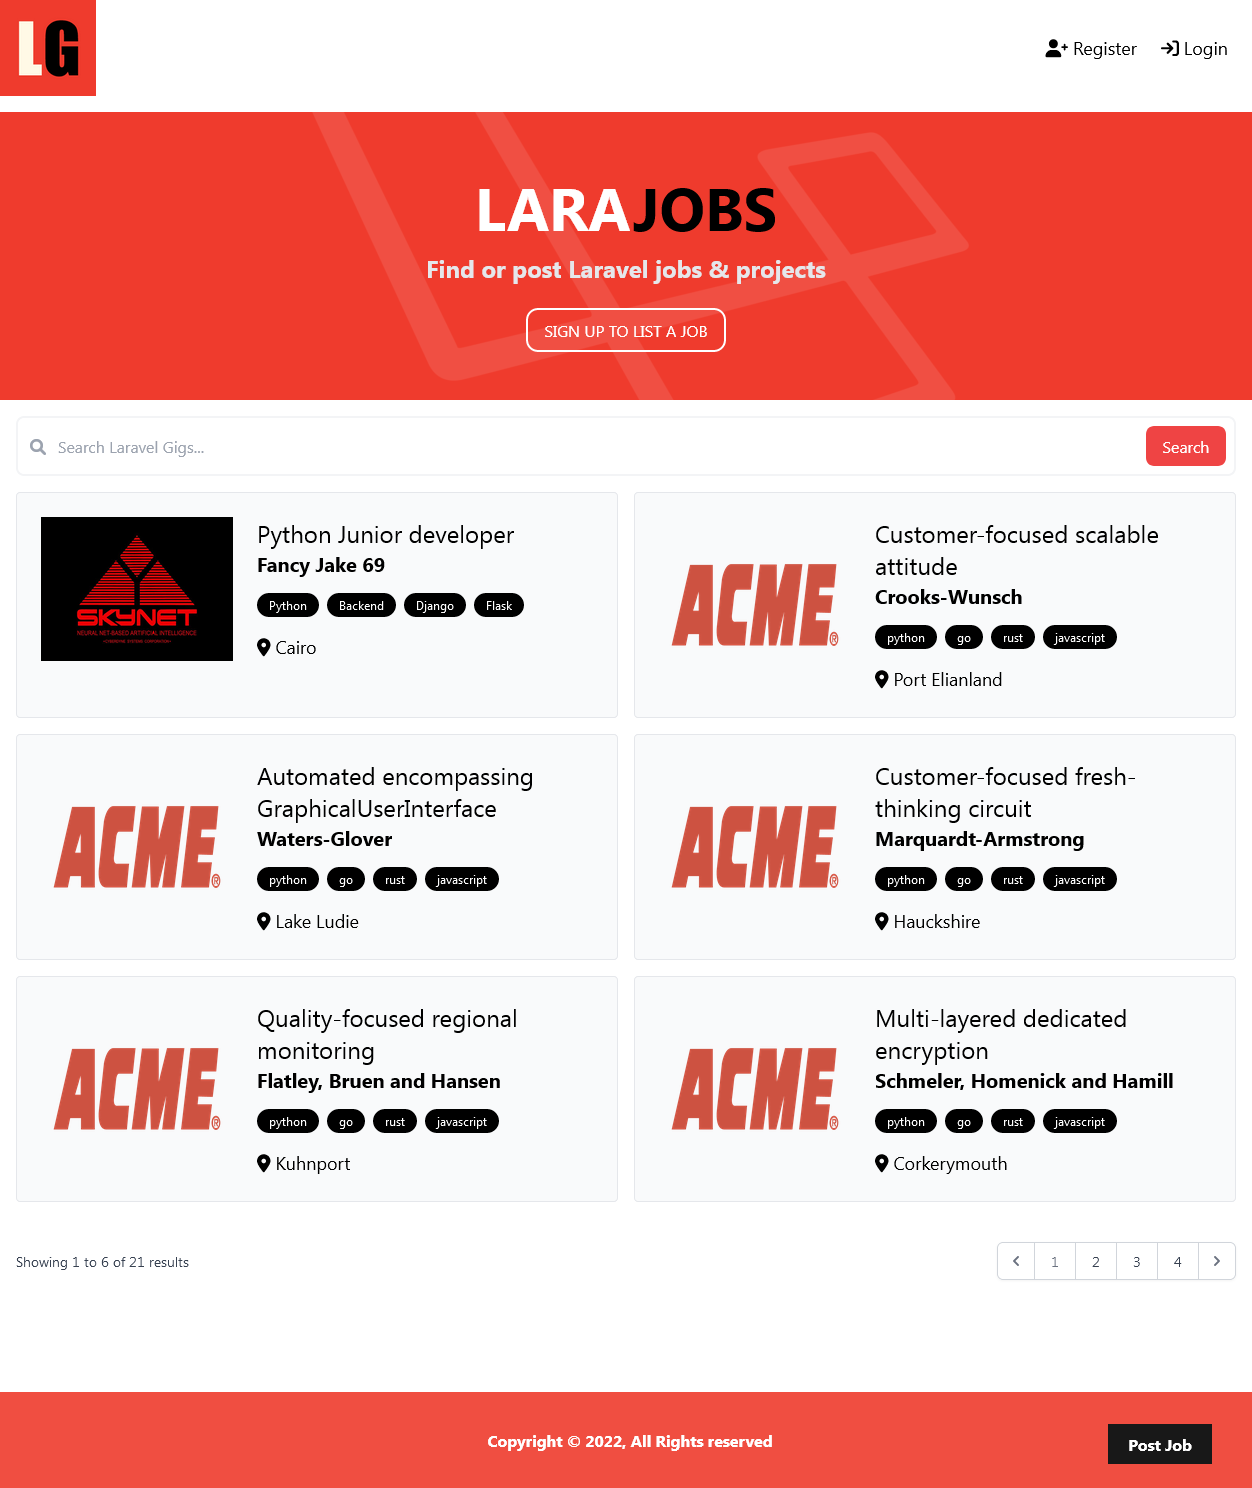 LG
Register
Login
LARAJOBS
Find or post Laravel jobs & projects
SIGN UP TO LIST A JOB
Search Laravel Gigs...
Search
SKYNET
NEURAL NET-BASED ARTIFICIAL INTELLIGENCE
Python Junior developer
Fancy Jake 69
Python Backend Django Flask
Cairo
ACME®
Customer-focused scalable
attitude
Crooks-Wunsch
python go rust javascript
Port Elianland
ACME®
Automated encompassing
GraphicalUserInterface
Waters-Glover
python go rust javascript
Lake Ludie
ACME®
Customer-focused fresh-
thinking circuit
Marquardt-Armstrong
python go rust javascript
Hauckshire
ACME®
Quality-focused regional
monitoring
Flatley, Bruen and Hansen
python go rust javascript
Kuhnport
ACME®
Multi-layered dedicated
encryption
Schmeler, Homenick and Hamill
python go rust javascript
Corkerymouth
Showing 1 to 6 of 21 results
1 2 3 4
Copyright © 2022, All Rights reserved
Post Job